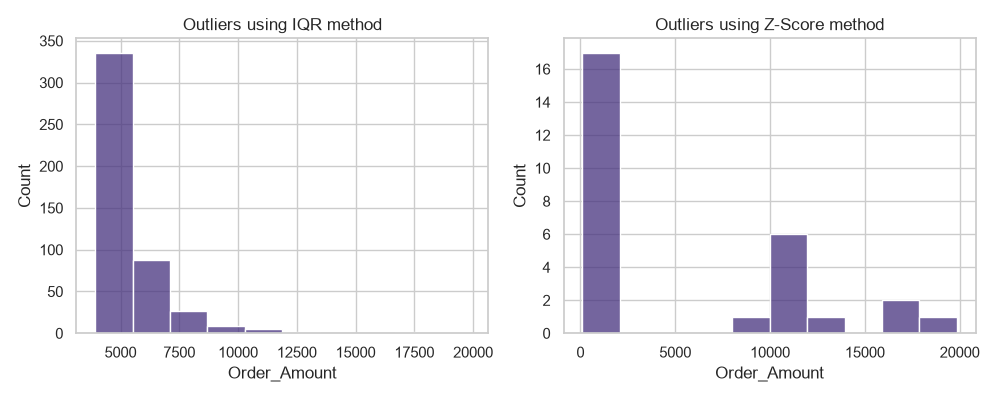 Outliers using IQR method
350
300
250
200
150
100
50
0
Count
5000 7500 10000 12500 15000 17500 20000
Order_Amount
Outliers using Z-Score method
16
14
12
10
8
6
4
2
0
Count
0 5000 10000 15000 20000
Order_Amount